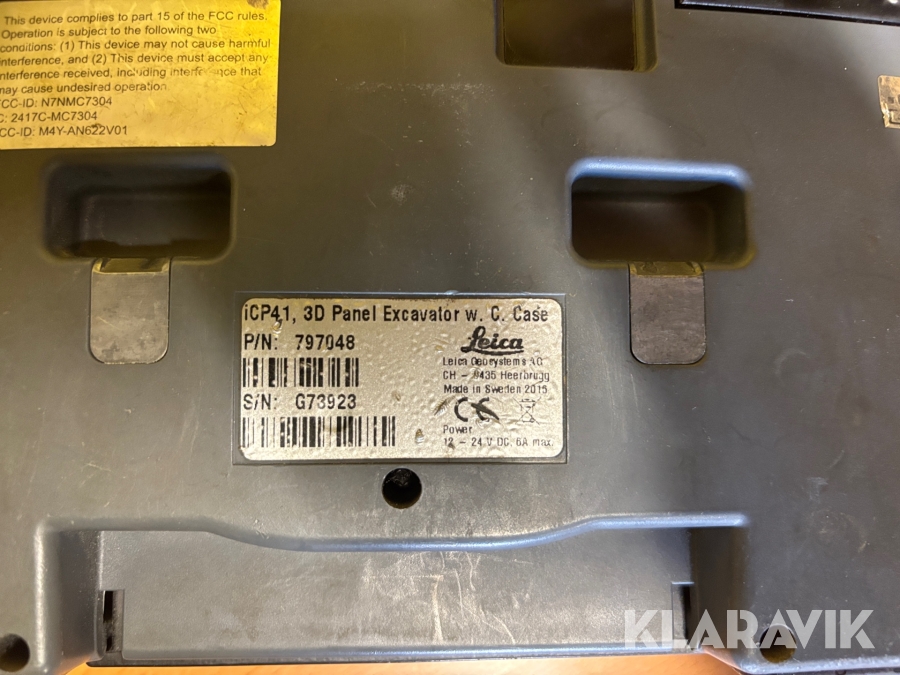 This device complies to part 15 of the FCC rules.
Operation is subject to the following two
conditions: (1) This device may not cause harmful
interference, and (2) This device must accept any
interference received, including interference that
may cause undesired operation.
FCC-ID: N7NMC7304
IC: 2417C-MC7304
FCC-ID: M4Y-AN622V01
iCP41, 3D Panel Excavator w. C. Case
P/N: 797048
Leica
Leica Geosystems AG
CH - 9435 Heerbrugg
Made in Sweden 2015
S/N: G73923
CE
Power
12 - 24 V DC, 6A max.
KLARAVIK